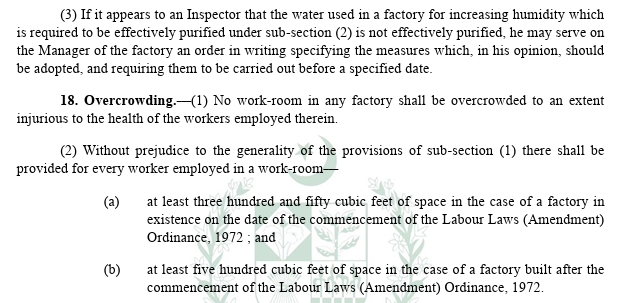 (3) If it appears to an Inspector that the water used in a factory for increasing humidity which
is required to be effectively purified under sub-section (2) is not effectively purified, he may serve on
the Manager of the factory an order in writing specifying the measures which, in his opinion, should
be adopted, and requiring them to be carried out before a specified date.
18. Overcrowding.—(1) No work-room in any factory shall be overcrowded to an extent
injurious to the health of the workers employed therein.
(2) Without prejudice to the generality of the provisions of sub-section (1) there shall be
provided for every worker employed in a work-room—
(a) at least three hundred and fifty cubic feet of space in the case of a factory in
existence on the date of the commencement of the Labour Laws (Amendment)
Ordinance, 1972 ; and
(b) at least five hundred cubic feet of space in the case of a factory built after the
commencement of the Labour Laws (Amendment) Ordinance, 1972.